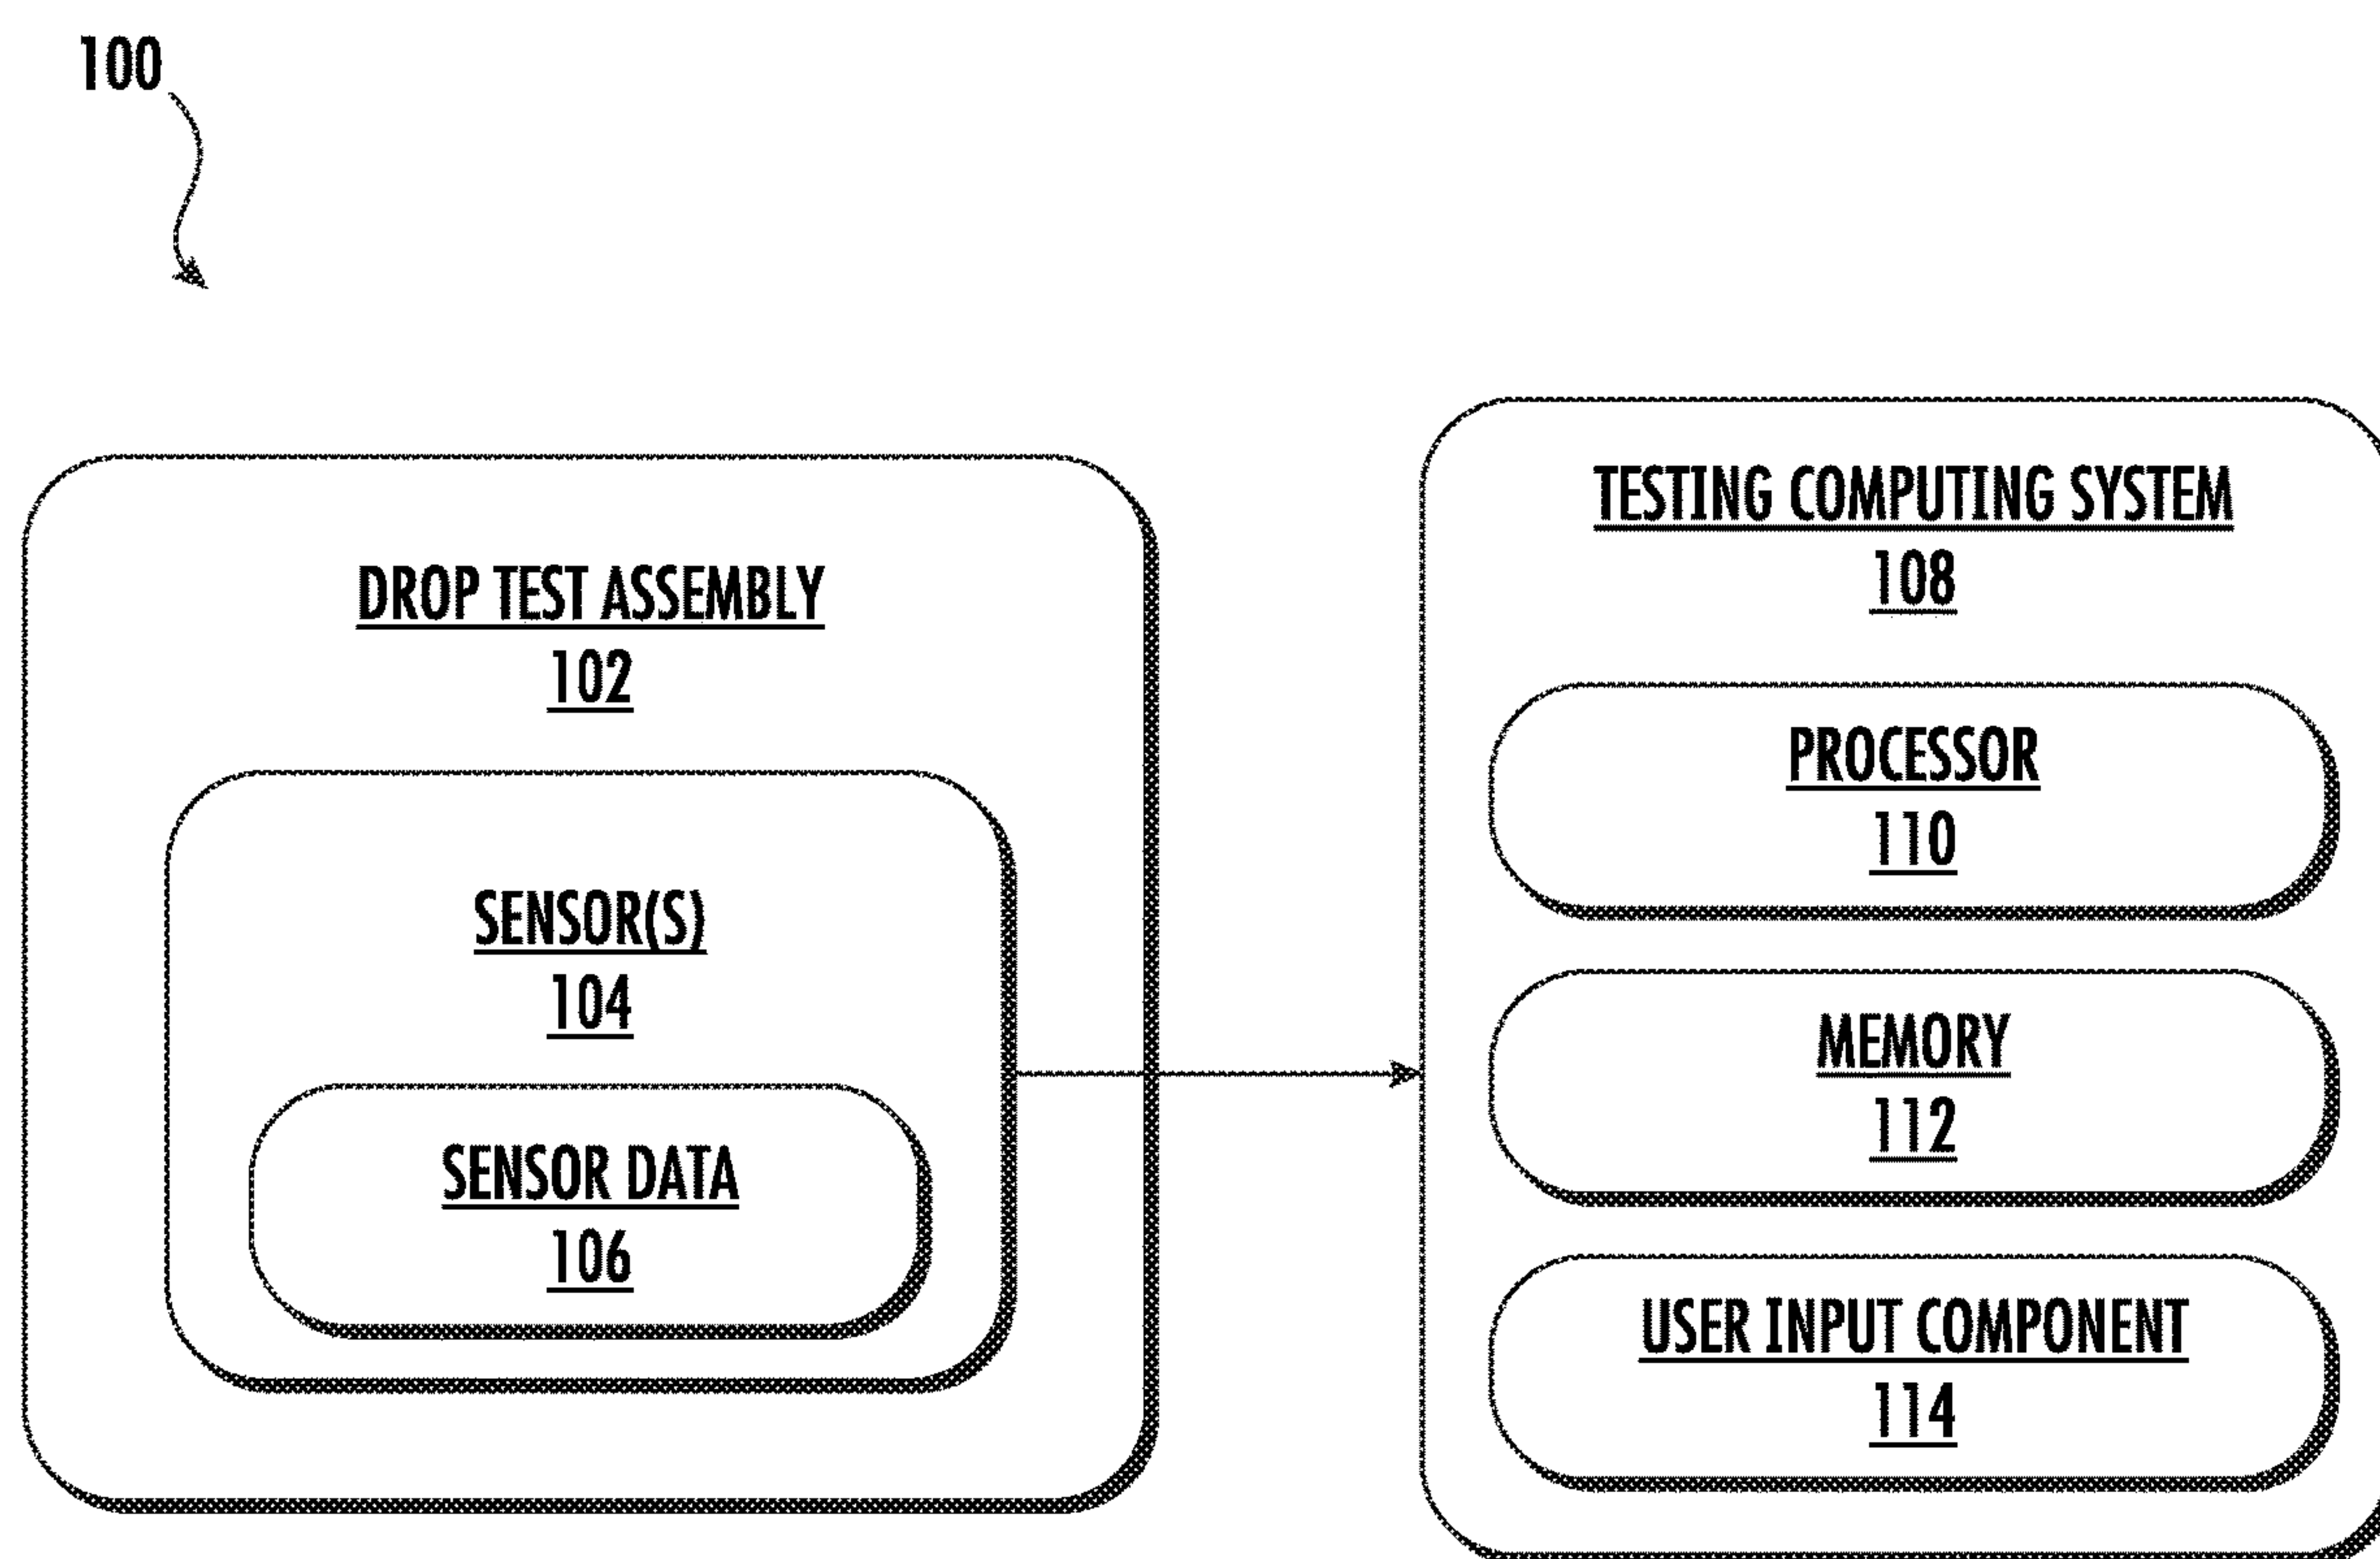 100
DROP TEST ASSEMBLY
102
SENSOR(S)
104
SENSOR DATA
106
TESTING COMPUTING SYSTEM
108
PROCESSOR
110
MEMORY
112
USER INPUT COMPONENT
114